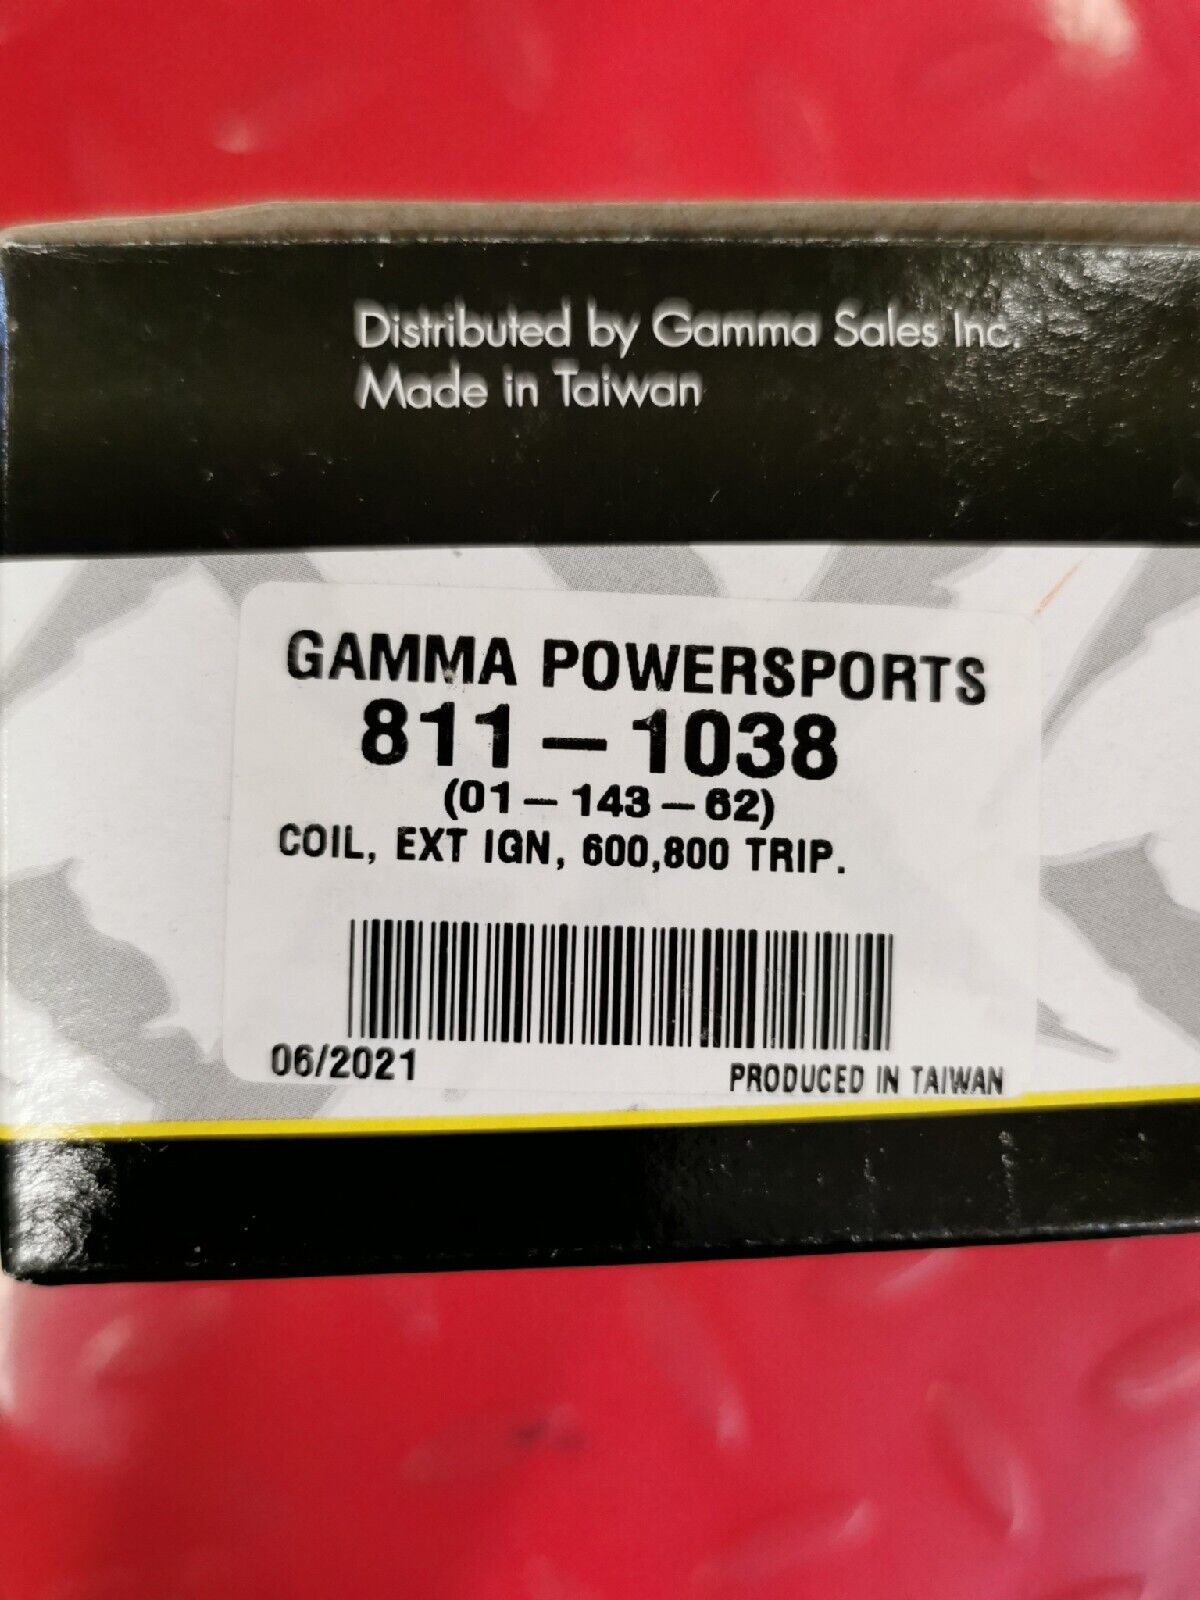 Distributed by Gamma Sales Inc.
Made in Taiwan
GAMMA POWERSPORTS
811-1038
(01-143-62)
COIL, EXT IGN, 600,800 TRIP.
06/2021
PRODUCED IN TAIWAN